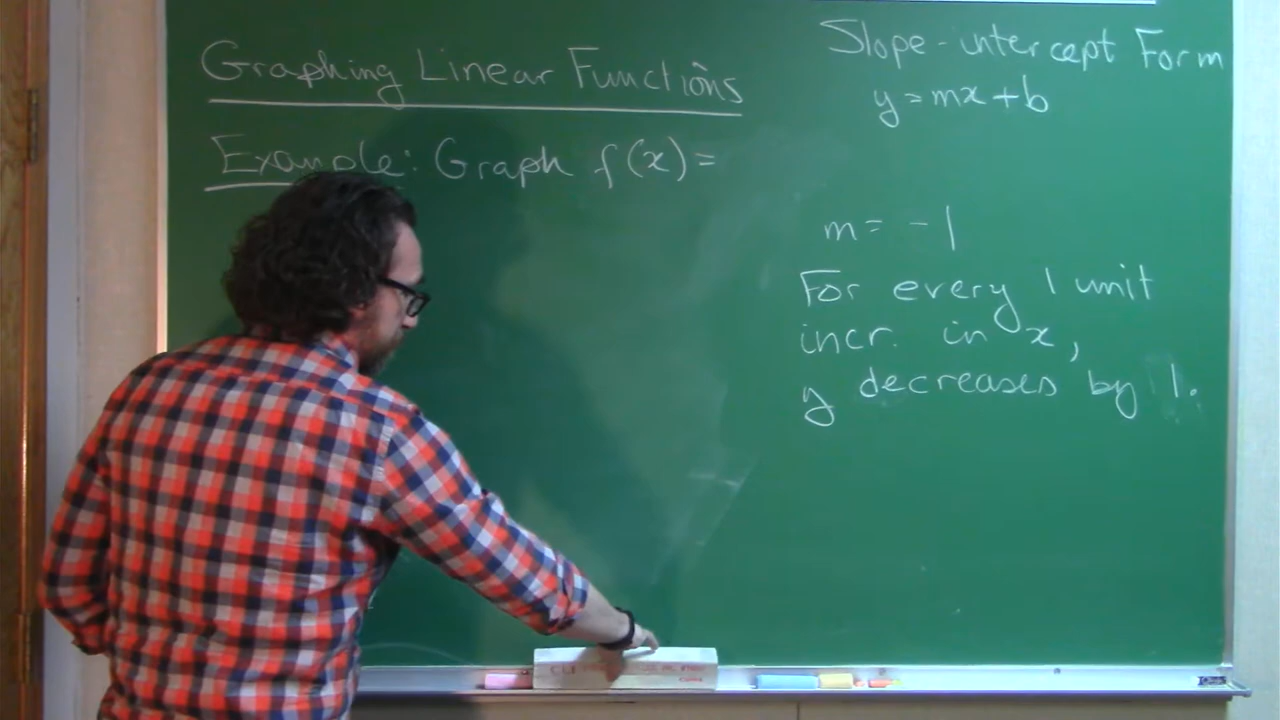 Graphing Linear Functions
Example: Graph f(x) =
Slope-intercept Form
y = mx + b
m = -1
For every 1 unit
incr. in x,
y decreases by 1.